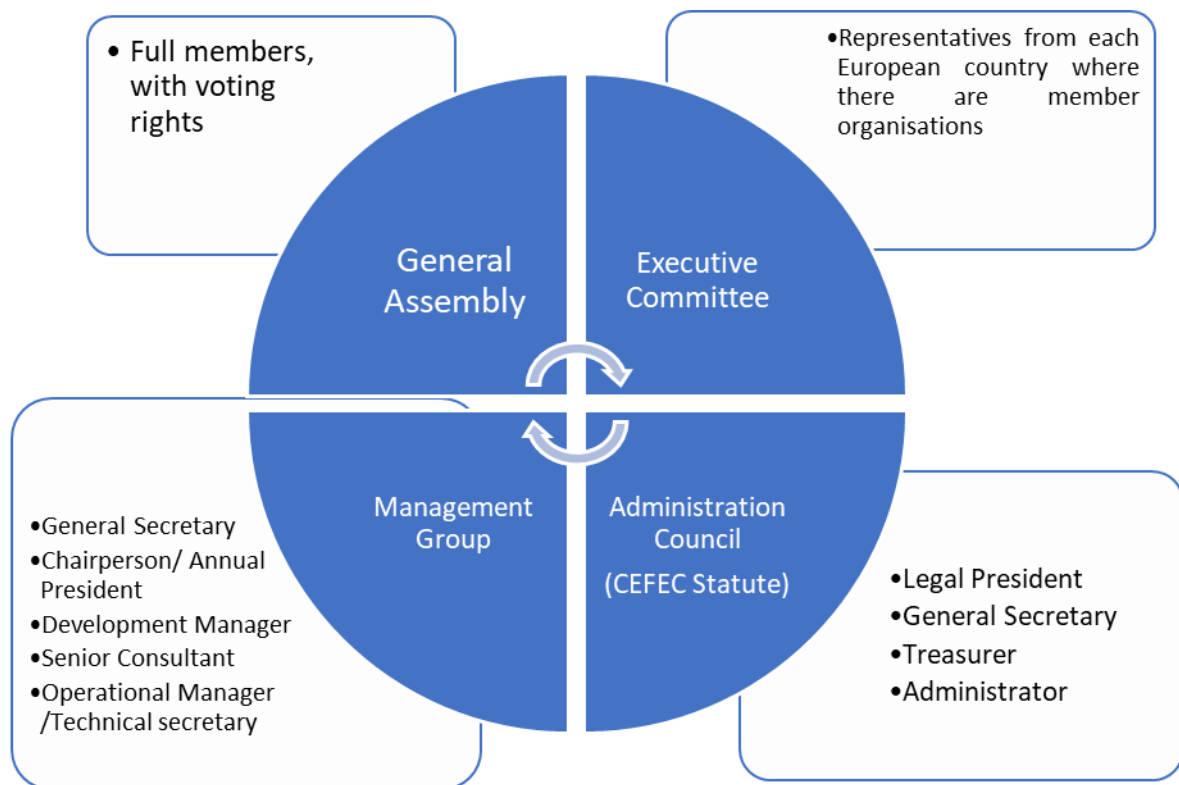 • Full members,
with voting
rights
•Representatives from each
European country where
there are member
organisations
General
Assembly
Executive
Committee
Management
Group
Administration
Council
(CEFEC Statute)
•General Secretary
•Chairperson/ Annual
President
•Development Manager
•Senior Consultant
•Operational Manager
/Technical secretary
•Legal President
•General Secretary
•Treasurer
•Administrator